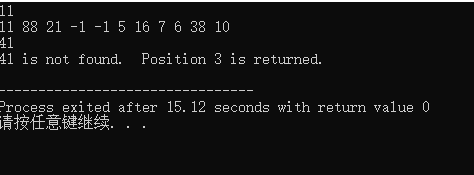 11
11 88 21 -1 -1 5 16 7 6 38 10
41
41 is not found.  Position 3 is returned.
--------------------------------
Process exited after 15.12 seconds with return value 0
请按任意键继续. . .